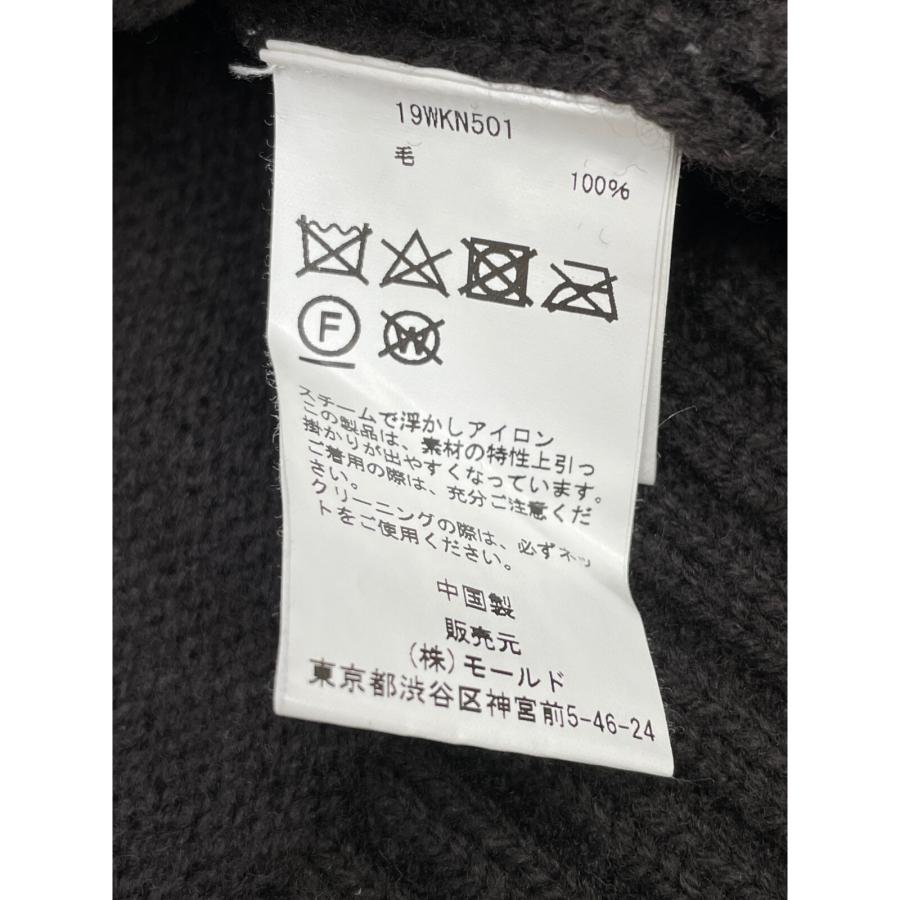 19WKN501
毛
100%
F
W
スチームで浮かしアイロン
この製品は、素材の特性上引っ
掛かりが出やすくなっています。
ご着用の際は、充分ご注意くだ
さい。
クリーニングの際は、必ずネッ
トをご使用ください。
中国製
販売元
(株)モールド
東京都渋谷区神宮前5-46-24